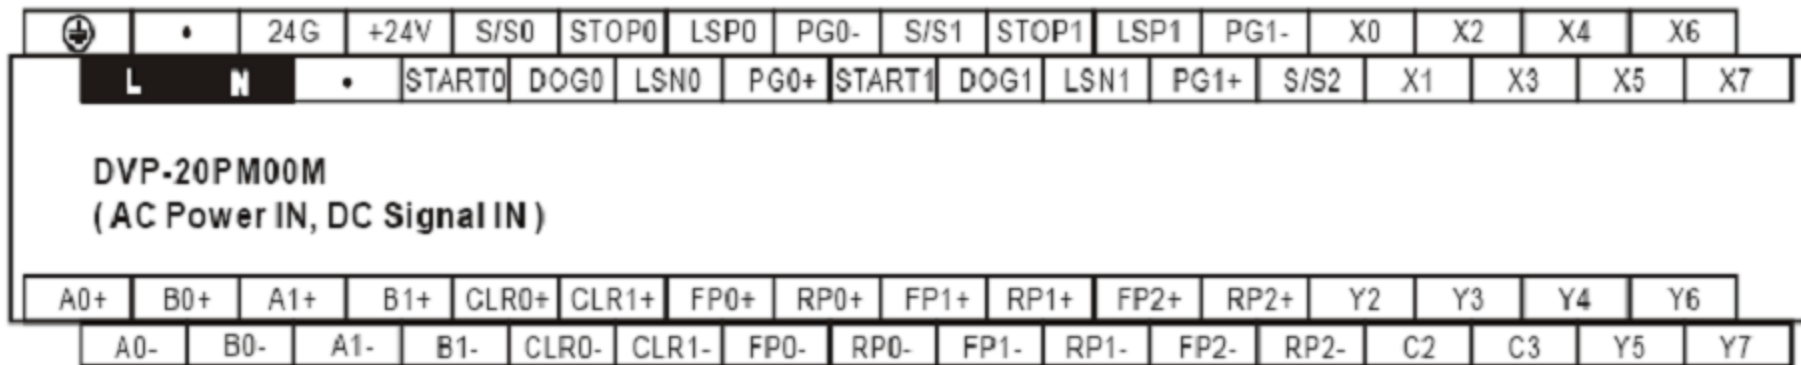 • 24G +24V S/S0 STOP0 LSP0 PG0- S/S1 STOP1 LSP1 PG1- X0 X2 X4 X6
L N • START0 DOG0 LSN0 PG0+ START1 DOG1 LSN1 PG1+ S/S2 X1 X3 X5 X7
DVP-20PM00M
( AC Power IN, DC Signal IN )
A0+ B0+ A1+ B1+ CLR0+ CLR1+ FP0+ RP0+ FP1+ RP1+ FP2+ RP2+ Y2 Y3 Y4 Y6
A0- B0- A1- B1- CLR0- CLR1- FP0- RP0- FP1- RP1- FP2- RP2- C2 C3 Y5 Y7